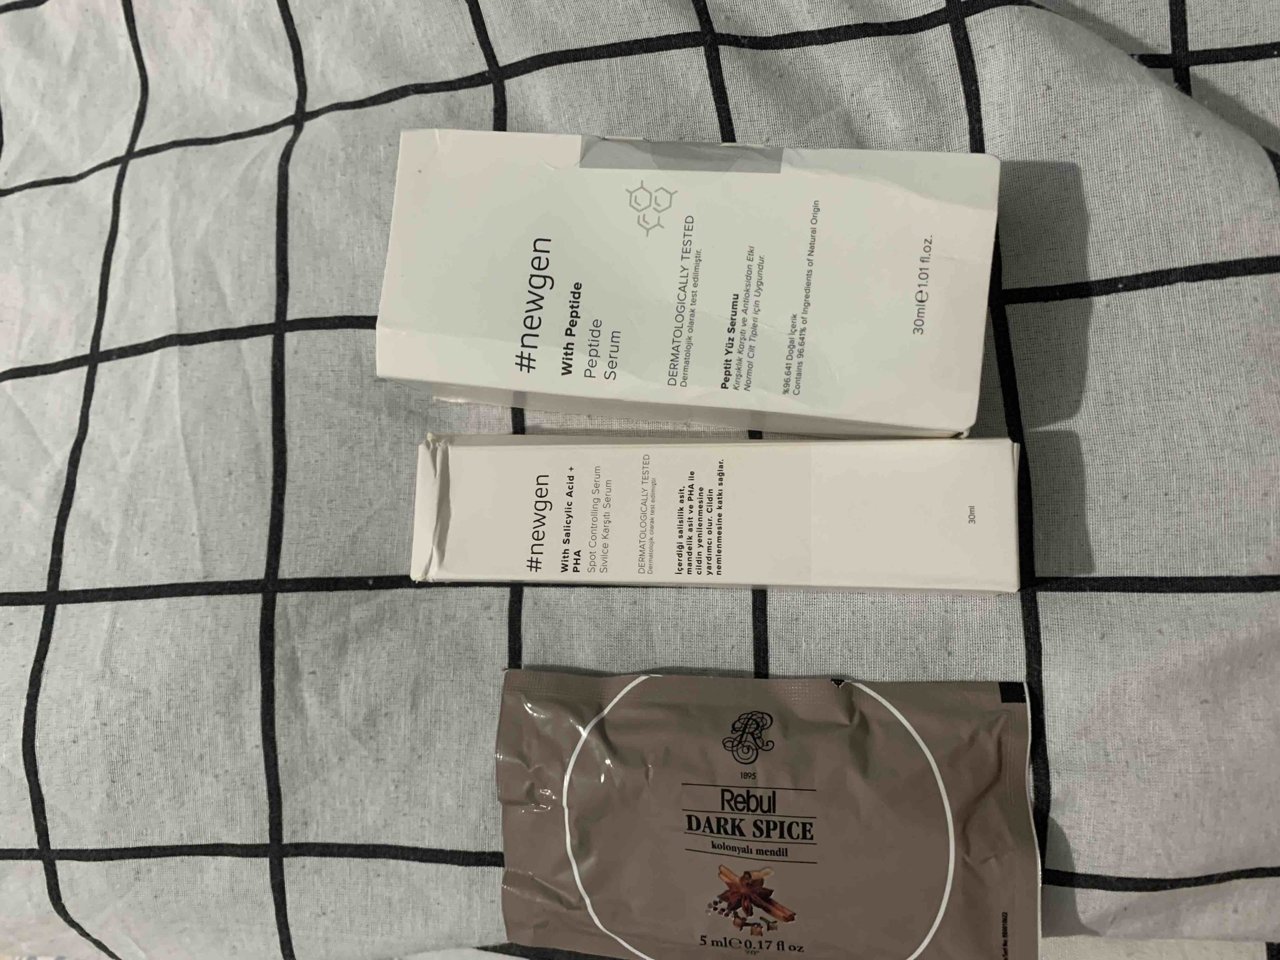 #newgen
With Peptide
Peptide
Serum
DERMATOLOGICALLY TESTED
Dermatolojik olarak test edilmiştir.
Peptit Yüz Serumu
Kırışıklık Karşıtı ve Antioksidan Etki
Normal Cilt Tipleri için Uygundur.
%96.641 Doğal İçerik
Contains 96.641% of Ingredients of Natural Origin
30ml℮1.01 fl.oz.
#newgen
With Salicylic Acid +
PHA
Spot Controlling Serum
Sivilce Karşıtı Serum
DERMATOLOGICALLY TESTED
Dermatolojik olarak test edilmiştir.
İçerdiği salisilik asit,
mandelik asit ve PHA ile
cildin yenilenmesine
yardımcı olur. Cildin
nemlenmesine katkı sağlar.
30ml
R
1895
Rebul
DARK SPICE
kolonyalı mendil
5 ml℮0.17 fl oz